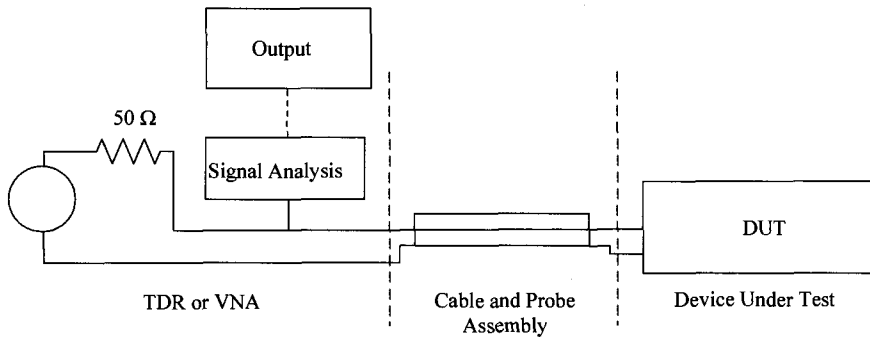 Output
50 Ω
Signal Analysis
DUT
TDR or VNA
Cable and Probe
Assembly
Device Under Test